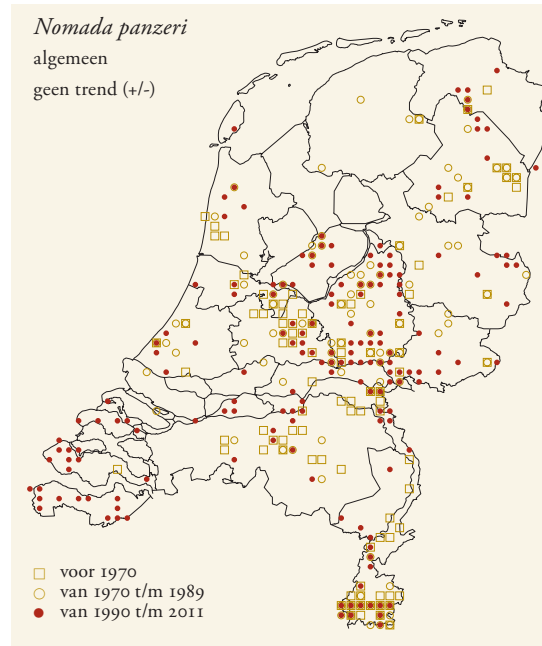 Nomada panzeri
algemeen
geen trend (+/-)
voor 1970
van 1970 t/m 1989
van 1990 t/m 2011